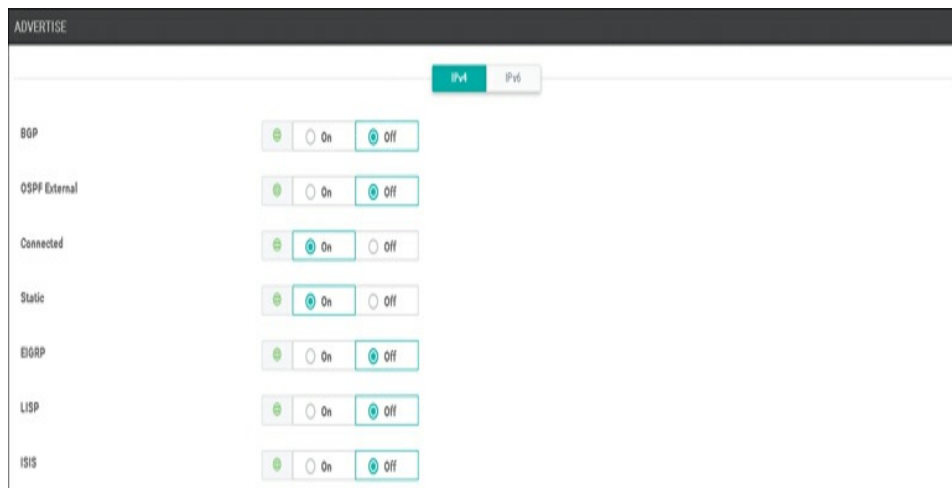 ADVERTISE
IPv4 IPv6
BGP On Off
OSPF External On Off
Connected On Off
Static On Off
EIGRP On Off
LISP On Off
ISIS On Off